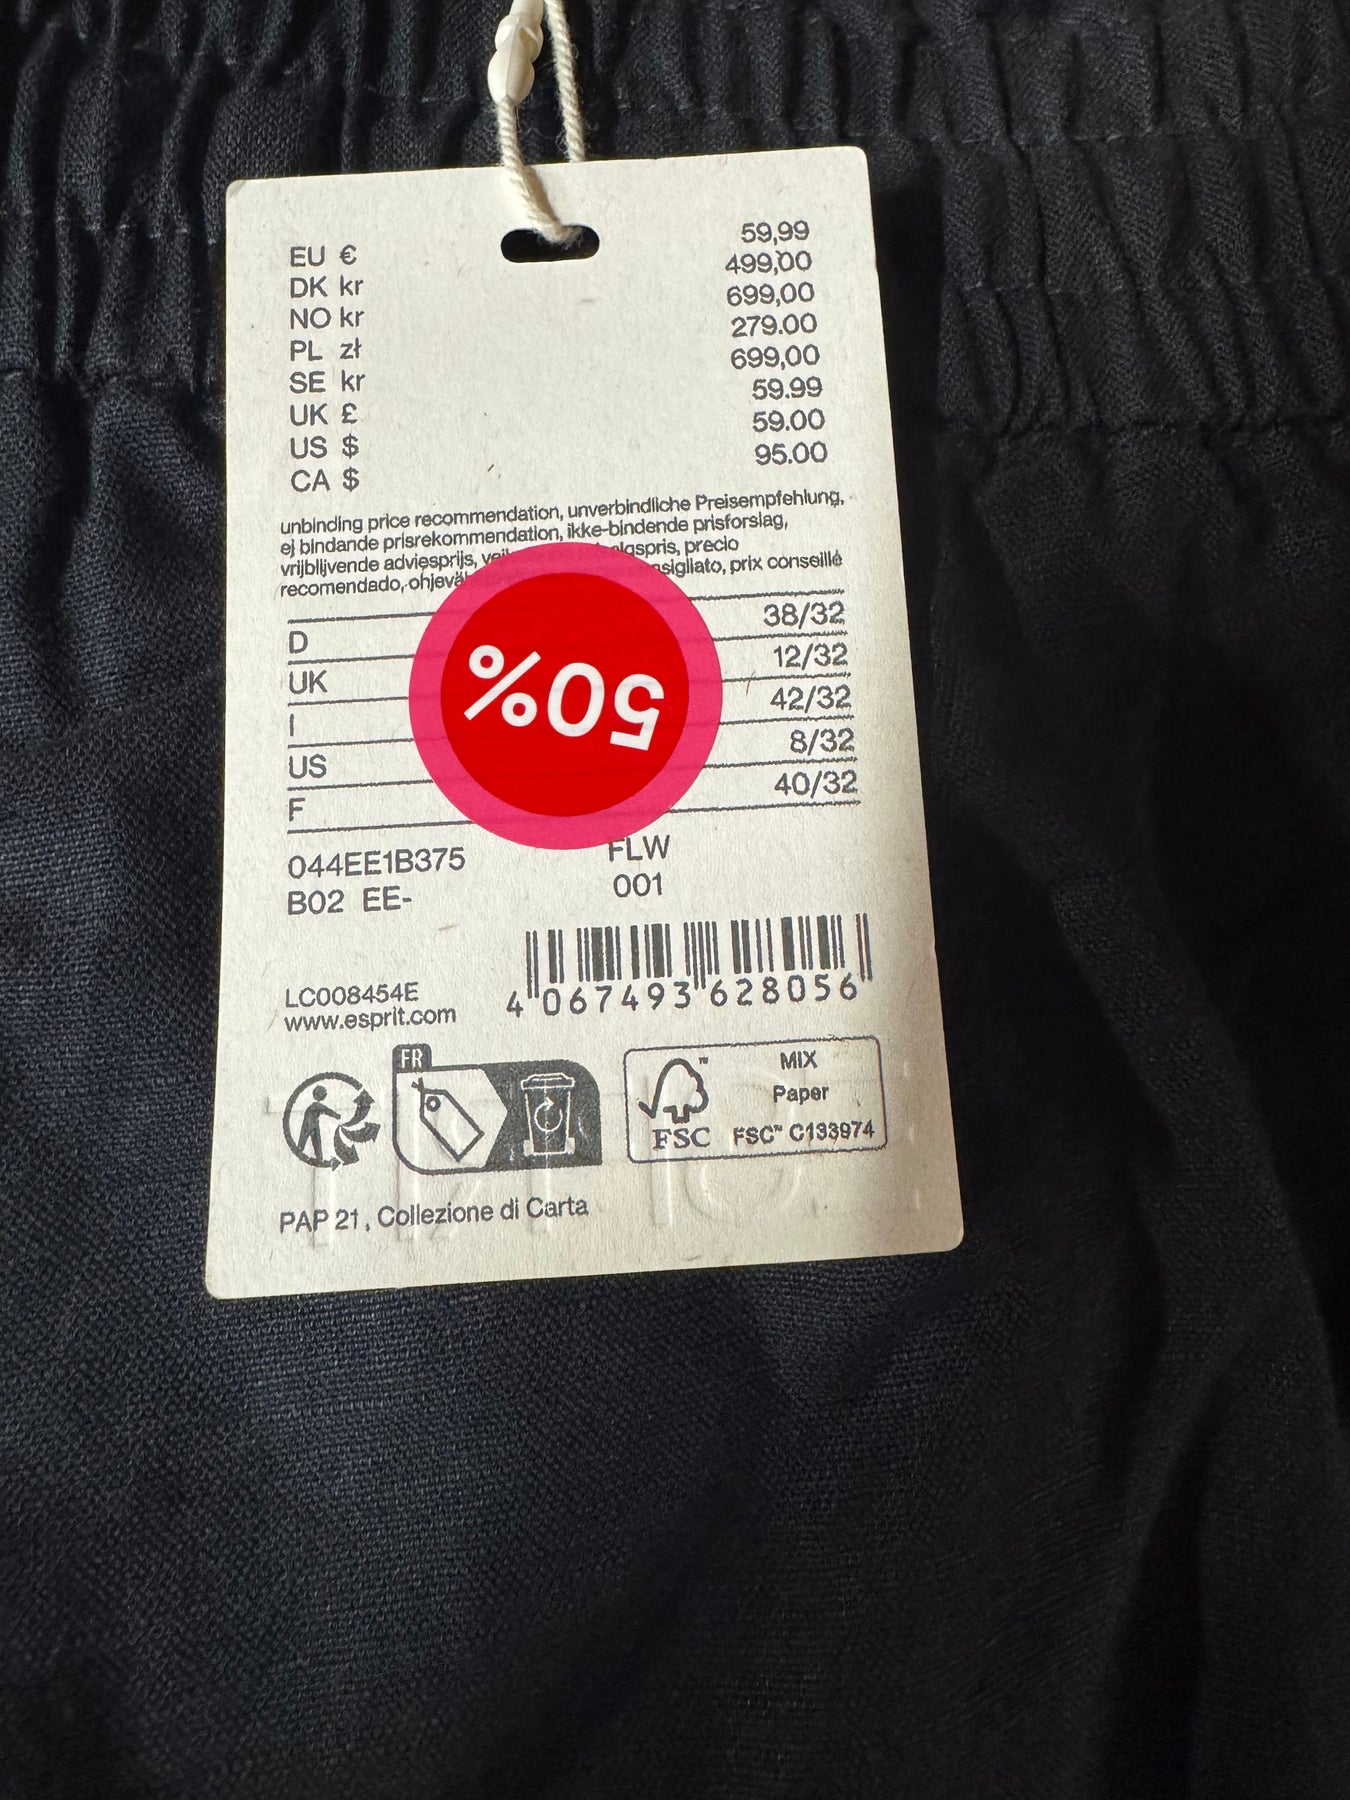 EU € 59,99
DK kr 499,00
NO kr 699,00
PL zł 279.00
SE kr 699,00
UK £ 59.99
US $ 59.00
CA $ 95.00
unbinding price recommendation, unverbindliche Preisempfehlung,
ej bindande prisrekommendation, ikke-bindende prisforslag,
vrijblijvende adviesprijs, precio
recomendado, prix conseillé
D 38/32
UK 12/32
I 42/32
US 8/32
F 40/32
50%
044EE1B375 FLW
B02 EE- 001
4 067493 628056
LC008454E
www.esprit.com
FR
FSC
MIX
Paper
FSC™ C133974
PAP 21, Collezione di Carta